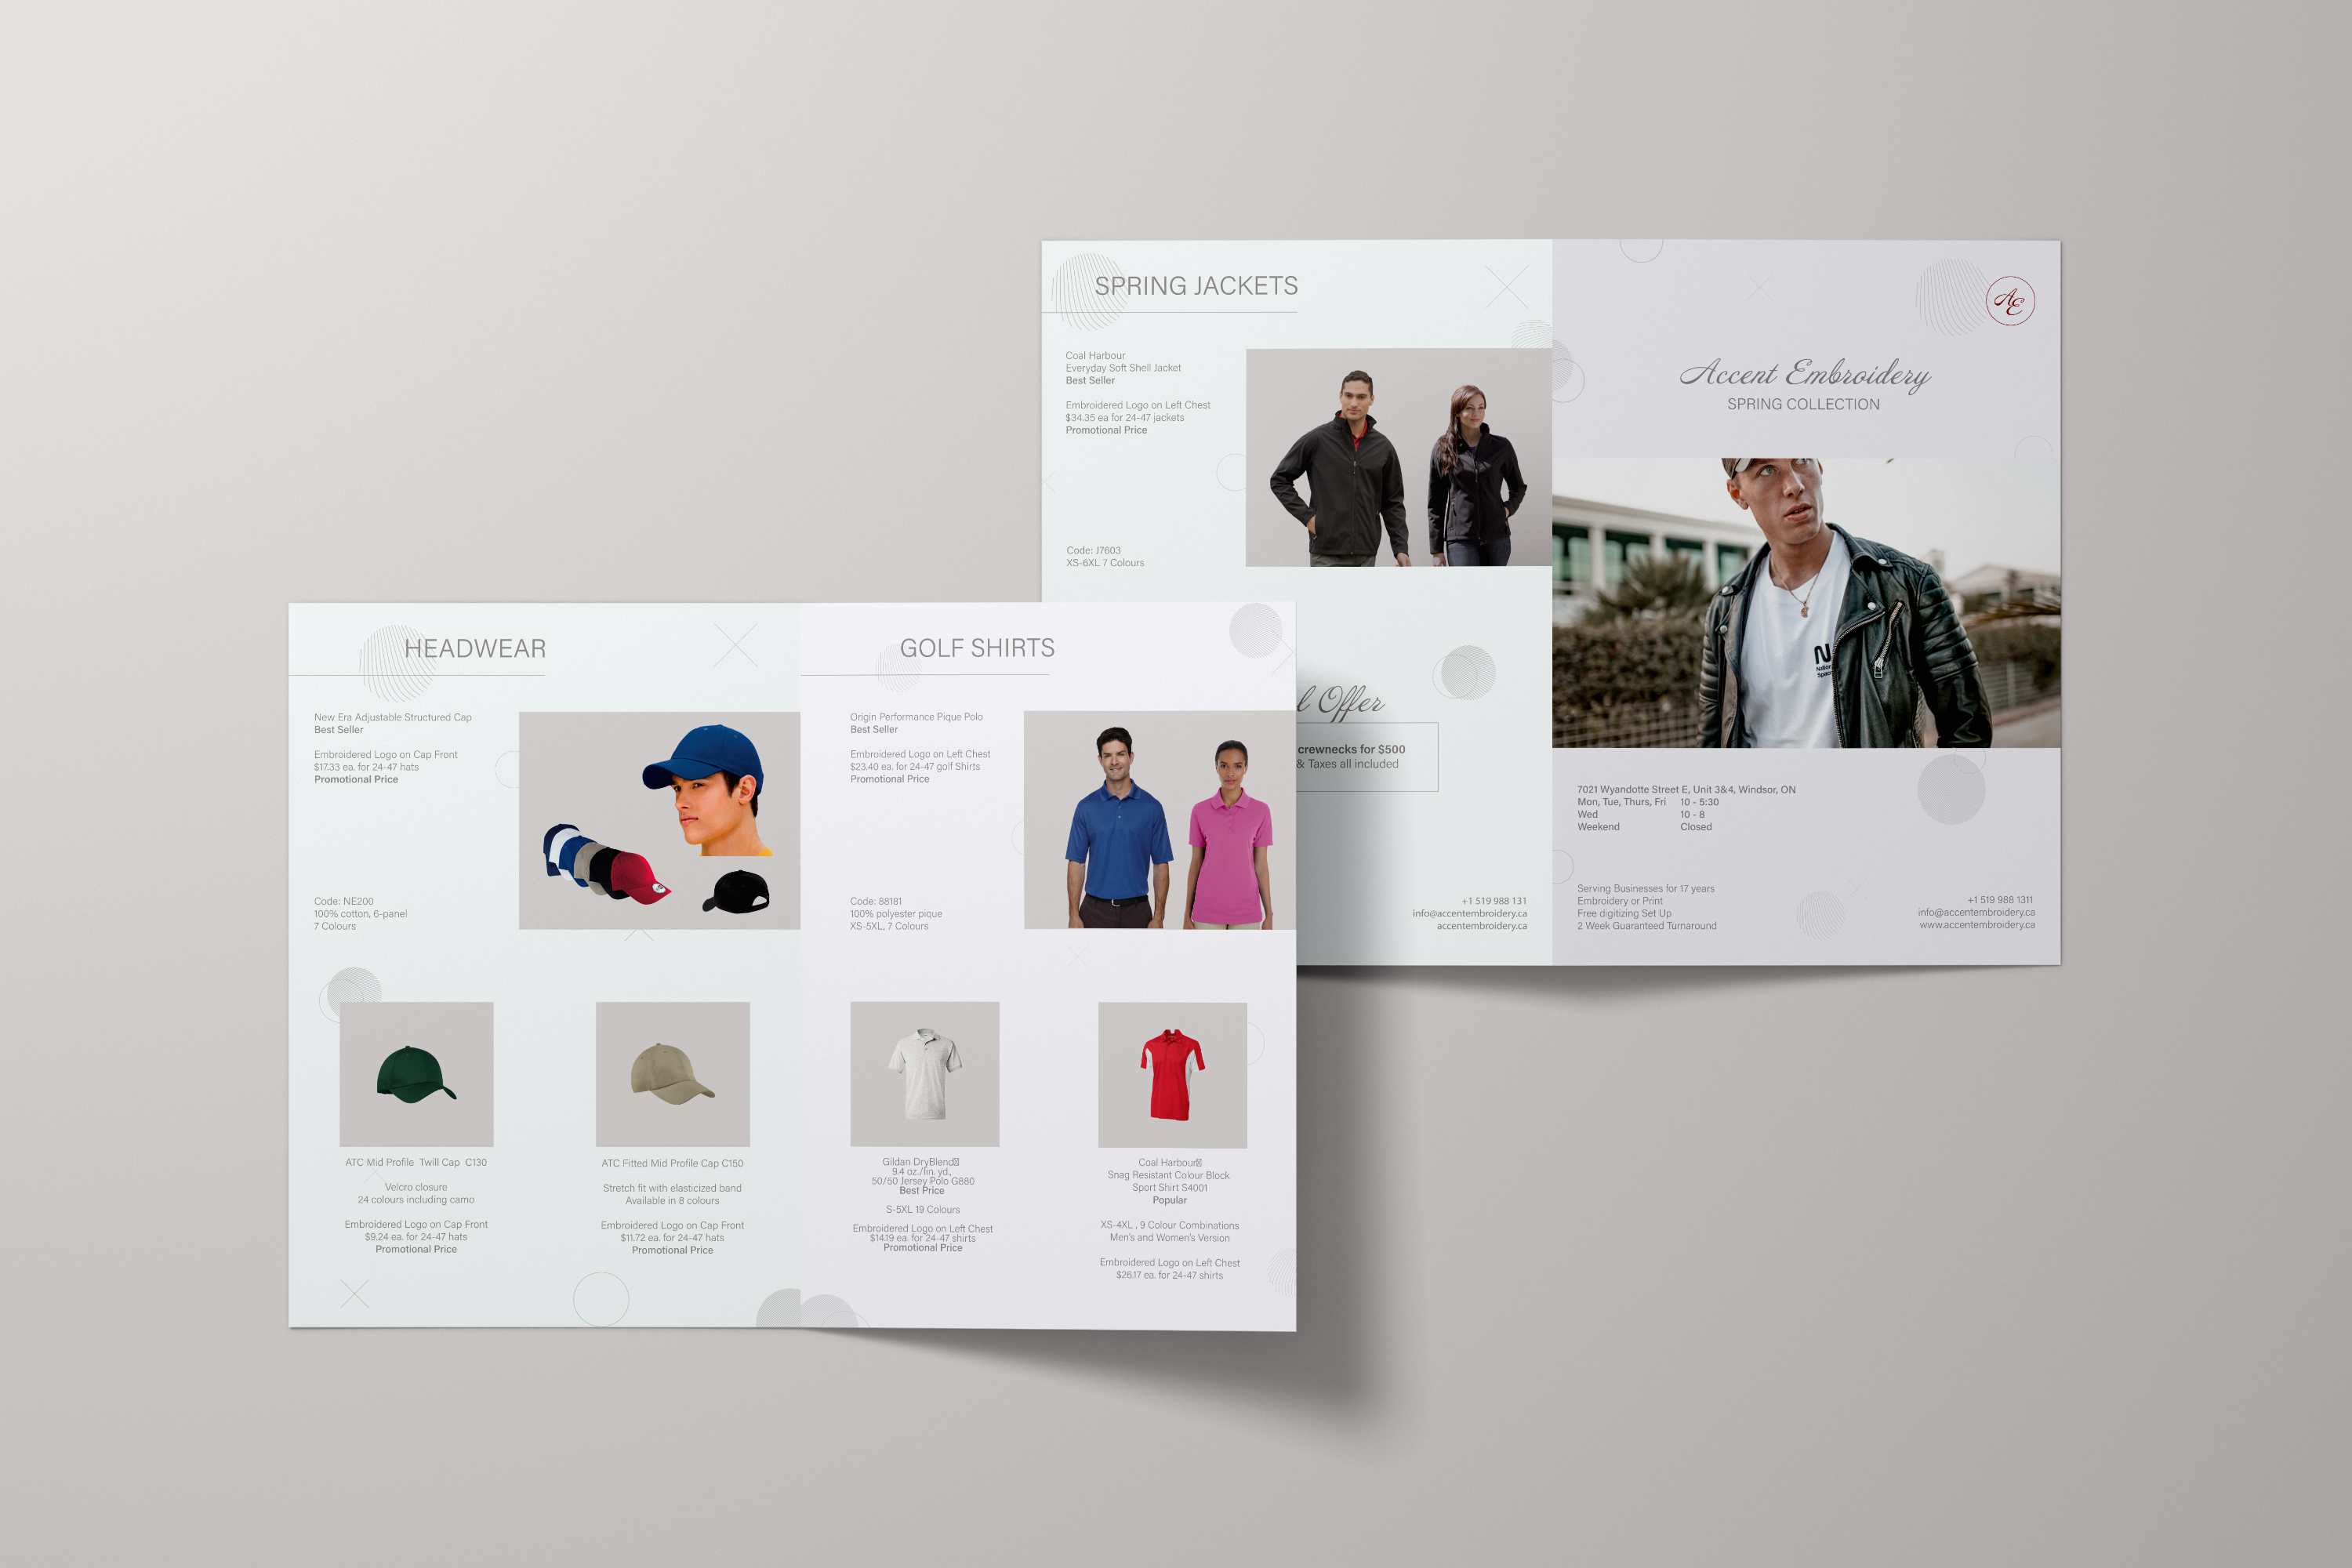 SPRING JACKETS
Coal Harbour
Everyday Soft Shell Jacket
Best Seller
Embroidered Logo on Left Chest
$34.35 ea for 24-47 jackets
Promotional Price
Code: J7603
XS-6XL 7 Colours
Offer
crewnecks for $500
& Taxes all included
+1 519 988 131
info@accentembroidery.ca
accentembroidery.ca
AE
Accent Embroidery
SPRING COLLECTION
N
7021 Wyandotte Street E, Unit 3&4, Windsor, ON
Mon, Tue, Thurs, Fri 10 - 5:30
Wed 10 - 8
Weekend Closed
Serving Businesses for 17 years
Embroidery or Print
Free digitizing Set Up
2 Week Guaranteed Turnaround
+1 519 988 1311
info@accentembroidery.ca
www.accentembroidery.ca
HEADWEAR
New Era Adjustable Structured Cap
Best Seller
Embroidered Logo on Cap Front
$17.33 ea. for 24-47 hats
Promotional Price
Code: NE200
100% cotton, 6-panel
7 Colours
ATC Mid Profile Twill Cap C130
Velcro closure
24 colours including camo
Embroidered Logo on Cap Front
$9.24 ea. for 24-47 hats
Promotional Price
ATC Fitted Mid Profile Cap C150
Stretch fit with elasticized band
Available in 8 colours
Embroidered Logo on Cap Front
$11.72 ea. for 24-47 hats
Promotional Price
GOLF SHIRTS
Origin Performance Pique Polo
Best Seller
Embroidered Logo on Left Chest
$23.40 ea. for 24-47 golf Shirts
Promotional Price
Code: 88181
100% polyester pique
XS-5XL, 7 Colours
Gildan DryBlend
9.4 oz./lin. yd.,
50/50 Jersey Polo G880
Best Price
S-5XL 19 Colours
Embroidered Logo on Left Chest
$14.19 ea. for 24-47 shirts
Promotional Price
Coal Harbour
Snag Resistant Colour Block
Sport Shirt S4001
Popular
XS-4XL , 9 Colour Combinations
Men's and Women's Version
Embroidered Logo on Left Chest
$26.17 ea. for 24-47 shirts